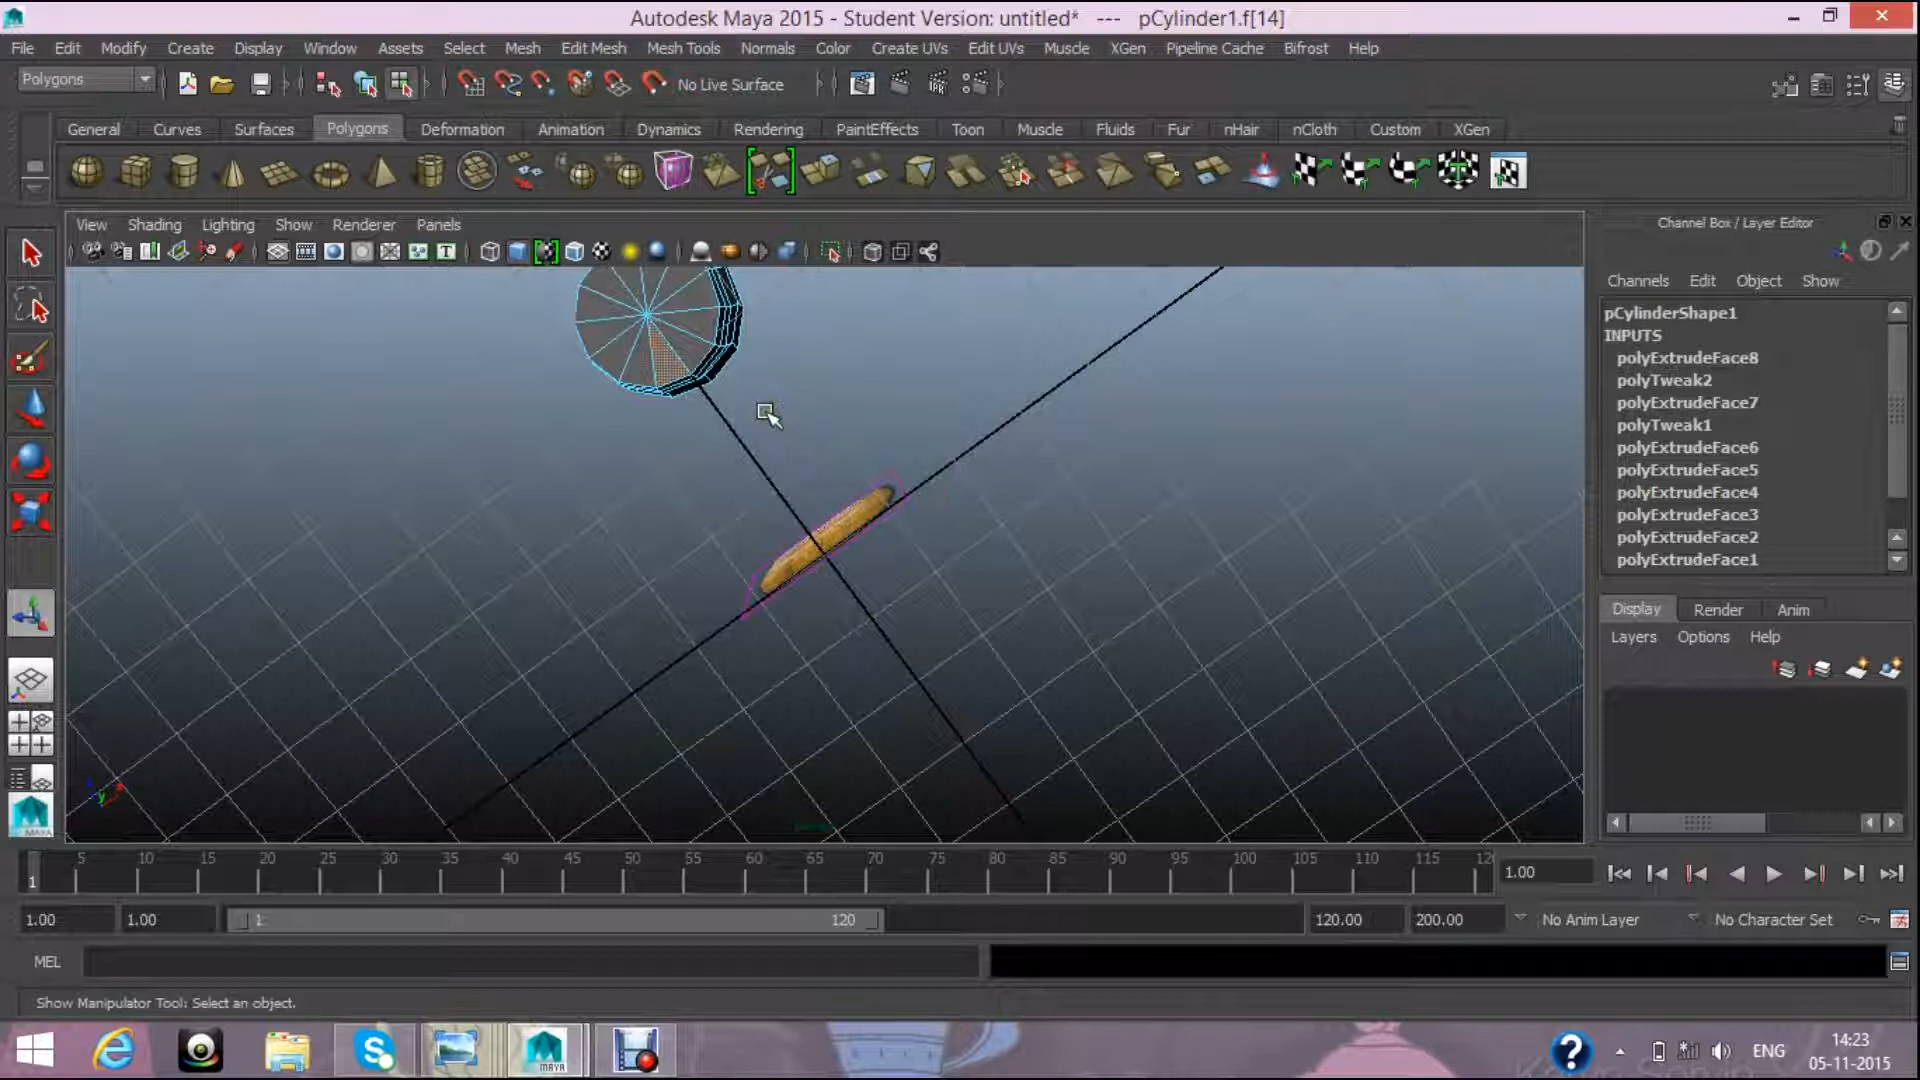 Autodesk Maya 2015 - Student Version: untitled* --- pCylinder1.f[14]
File Edit Modify Create Display Window Assets Select Mesh Edit Mesh Mesh Tools Normals Color Create UVs Edit UVs Muscle XGen Pipeline Cache Bifrost Help
Polygons No Live Surface
General Curves Surfaces Polygons Deformation Animation Dynamics Rendering PaintEffects Toon Muscle Fluids Fur nHair nCloth Custom XGen
View Shading Lighting Show Renderer Panels
Channel Box / Layer Editor
Channels Edit Object Show
pCylinderShape1
INPUTS
polyExtrudeFace8
polyTweak2
polyExtrudeFace7
polyTweak1
polyExtrudeFace6
polyExtrudeFace5
polyExtrudeFace4
polyExtrudeFace3
polyExtrudeFace2
polyExtrudeFace1
Display Render Anim
Layers Options Help
y
MAYA
5 10 15 20 25 30 35 40 45 50 55 60 65 70 75 80 85 90 95 100 105 110 115 12
1
1.00
1.00 1.00 1 120 120.00 200.00 No Anim Layer No Character Set
MEL
Show Manipulator Tool: Select an object.
MAYA
ENG
14:23
05-11-2015